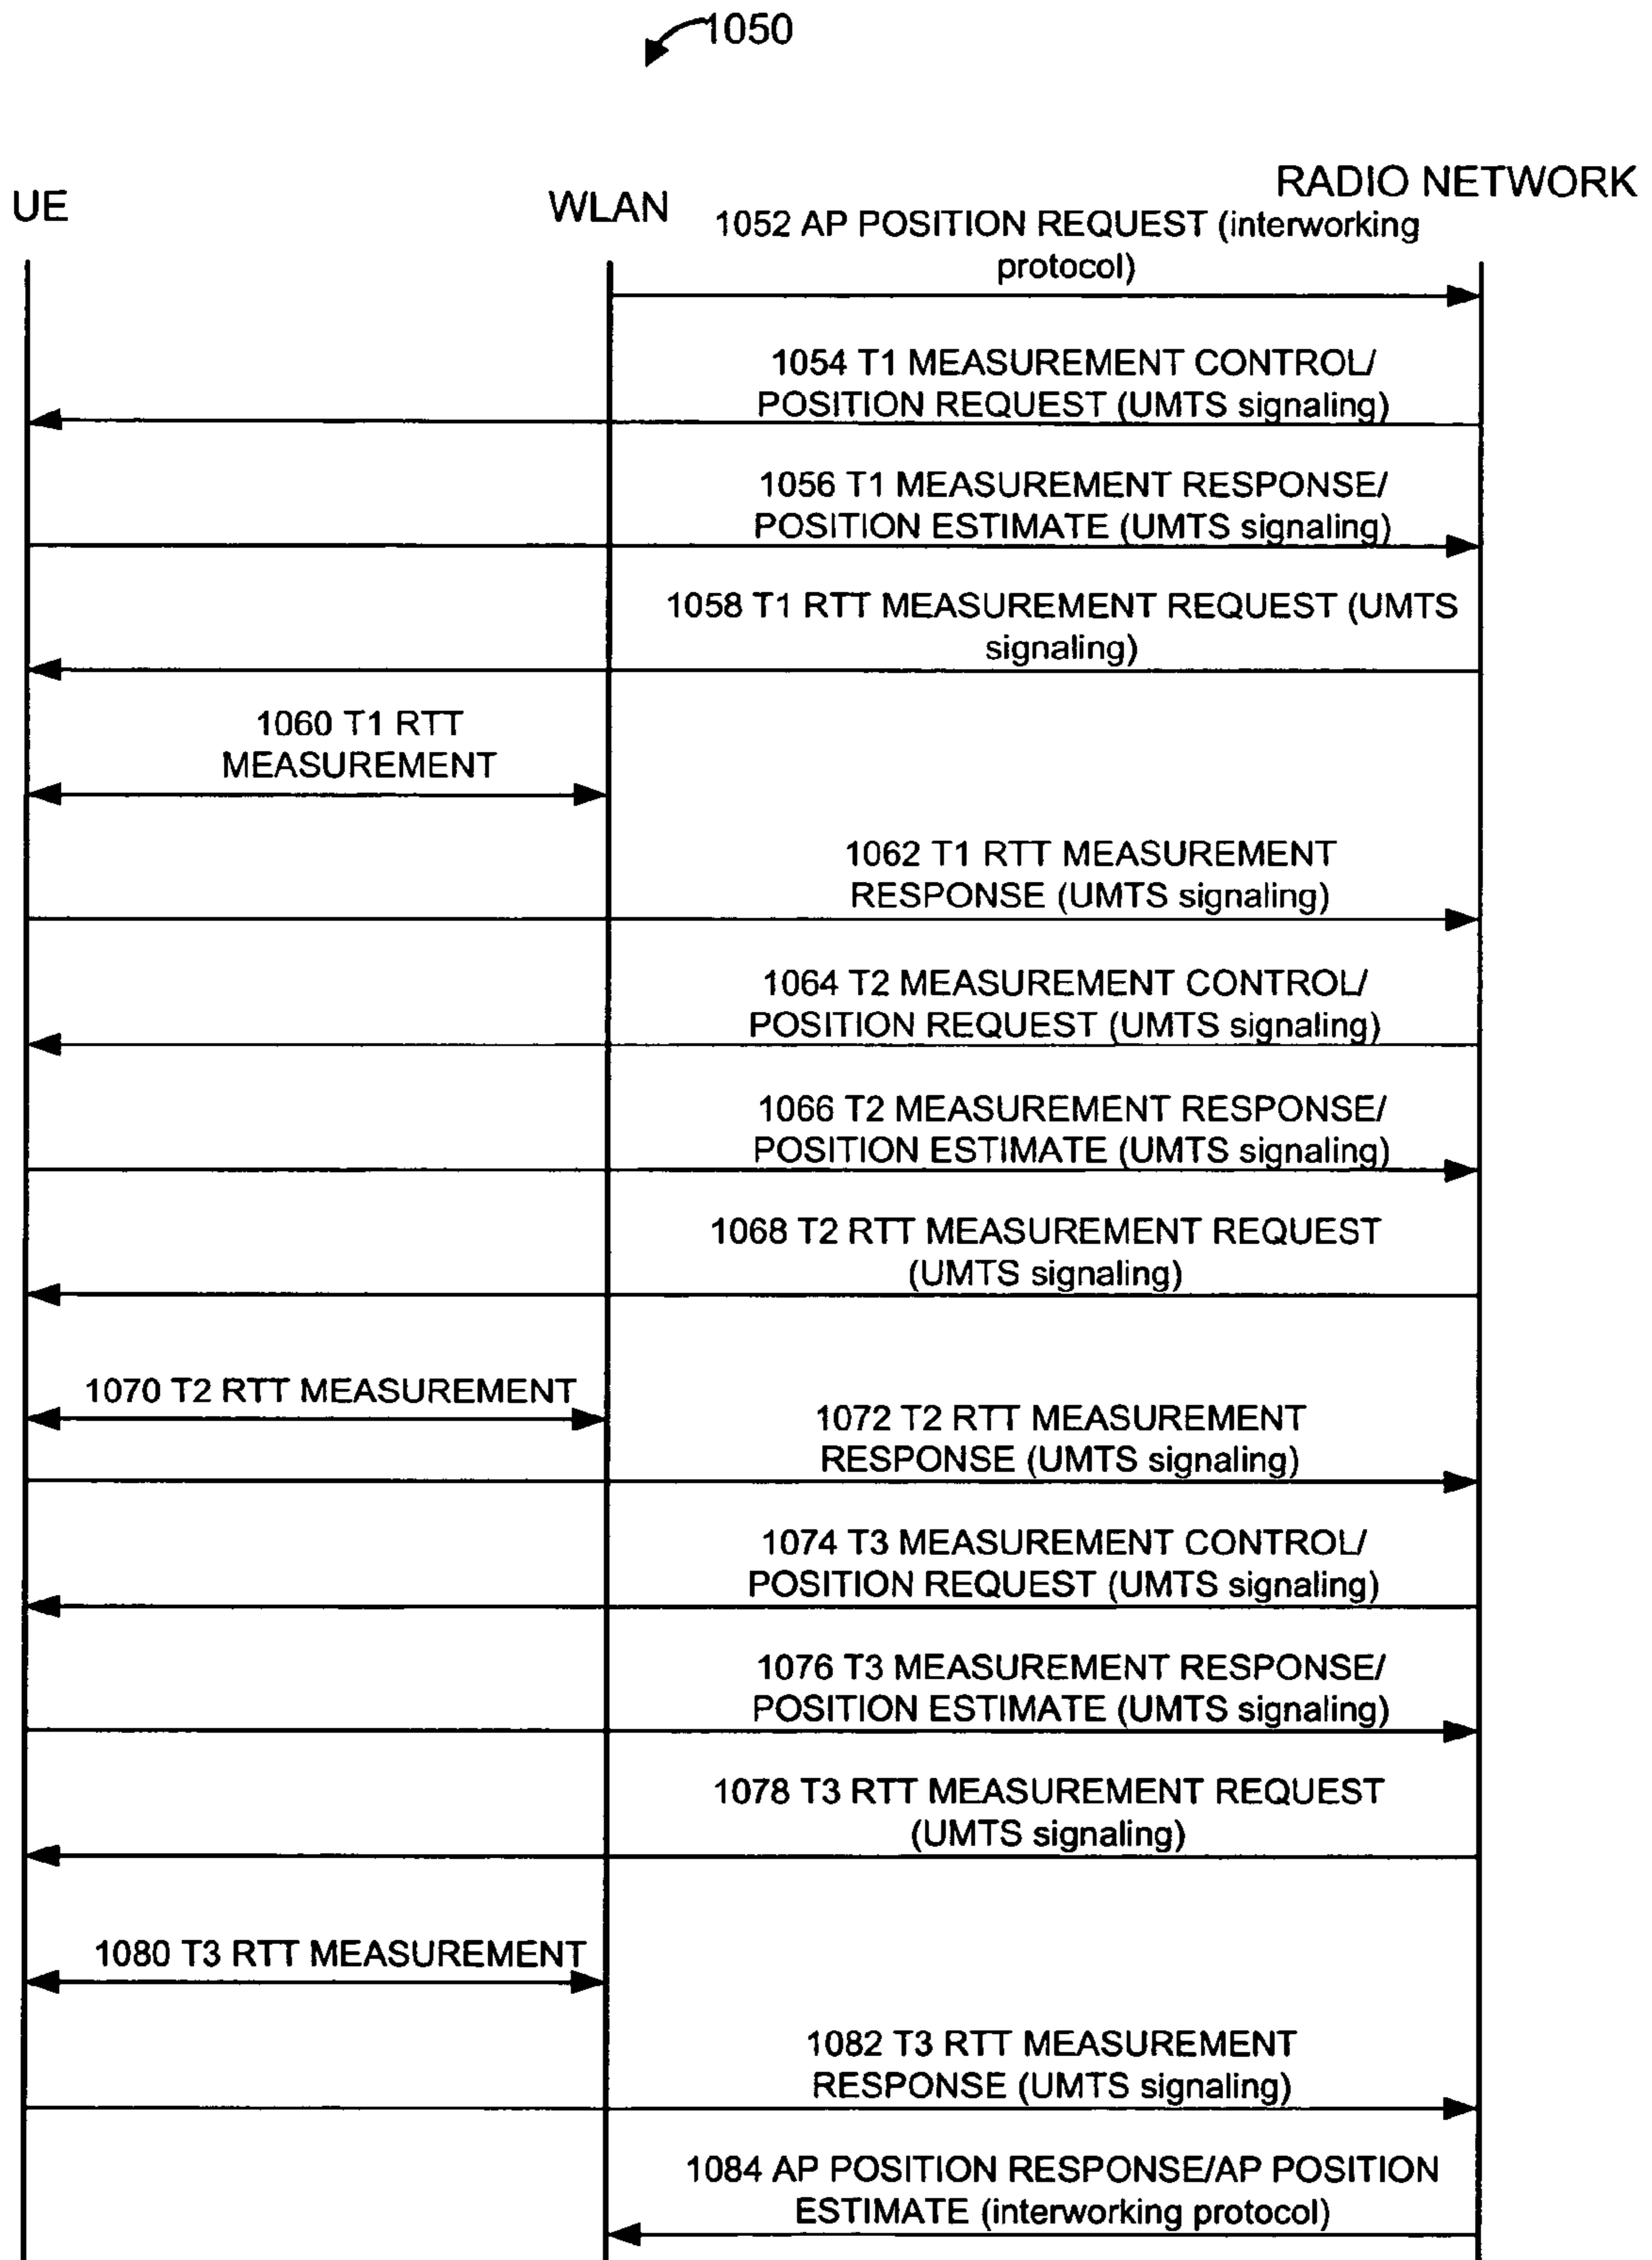 1050
UE
WLAN
RADIO NETWORK
1052 AP POSITION REQUEST (interworking
protocol)
1054 T1 MEASUREMENT CONTROL/
POSITION REQUEST (UMTS signaling)
1056 T1 MEASUREMENT RESPONSE/
POSITION ESTIMATE (UMTS signaling)
1058 T1 RTT MEASUREMENT REQUEST (UMTS
signaling)
1060 T1 RTT
MEASUREMENT
1062 T1 RTT MEASUREMENT
RESPONSE (UMTS signaling)
1064 T2 MEASUREMENT CONTROL/
POSITION REQUEST (UMTS signaling)
1066 T2 MEASUREMENT RESPONSE/
POSITION ESTIMATE (UMTS signaling)
1068 T2 RTT MEASUREMENT REQUEST
(UMTS signaling)
1070 T2 RTT MEASUREMENT
1072 T2 RTT MEASUREMENT
RESPONSE (UMTS signaling)
1074 T3 MEASUREMENT CONTROL/
POSITION REQUEST (UMTS signaling)
1076 T3 MEASUREMENT RESPONSE/
POSITION ESTIMATE (UMTS signaling)
1078 T3 RTT MEASUREMENT REQUEST
(UMTS signaling)
1080 T3 RTT MEASUREMENT
1082 T3 RTT MEASUREMENT
RESPONSE (UMTS signaling)
1084 AP POSITION RESPONSE/AP POSITION
ESTIMATE (interworking protocol)